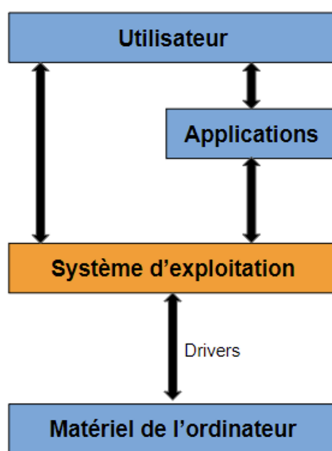 Utilisateur
Applications
Système d’exploitation
Drivers
Matériel de l’ordinateur